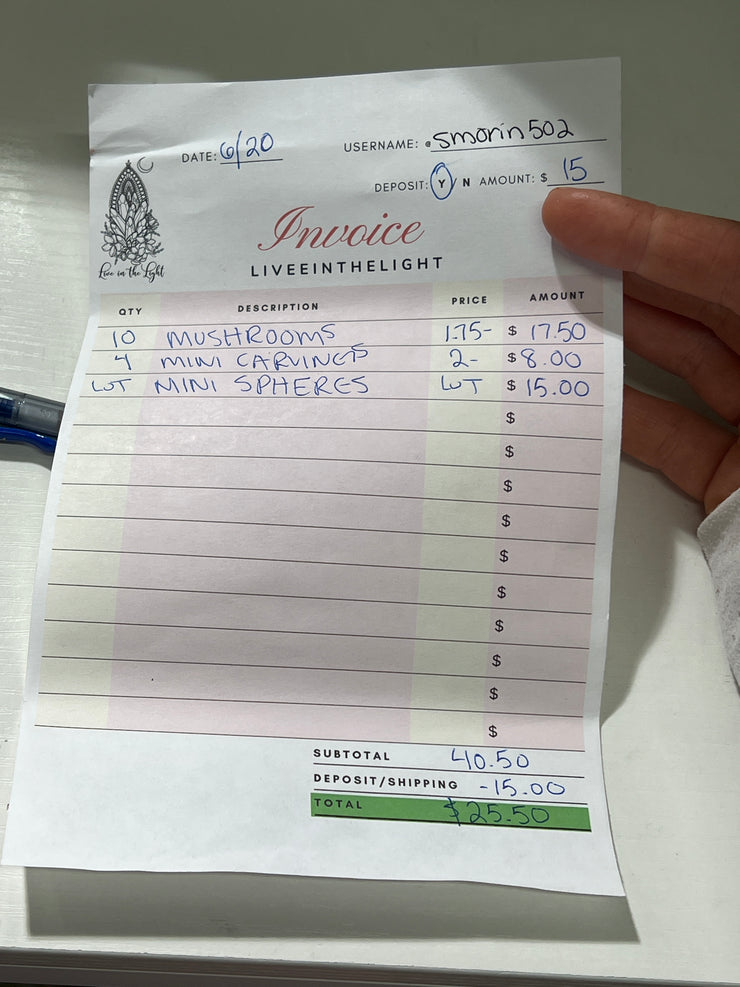 DATE: 6/20
USERNAME: @smorin502
DEPOSIT: Y/N AMOUNT: $ 15
Live in the Light
Invoice
LIVEEINTHELIGHT
QTY DESCRIPTION PRICE AMOUNT
10 MUSHROOMS 1.75- $ 17.50
4 MINI CARVINGS 2- $ 8.00
LOT MINI SPHERES LOT $ 15.00
$
$
$
$
$
$
$
$
$
$
SUBTOTAL 40.50
DEPOSIT/SHIPPING -15.00
TOTAL $25.50